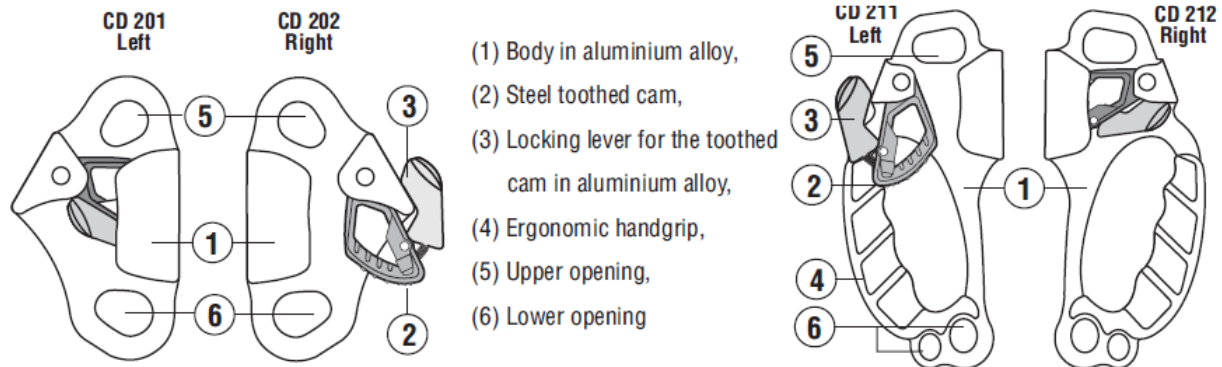 CD 201
Left
CD 202
Right
5
3
1
6
2
(1) Body in aluminium alloy,
(2) Steel toothed cam,
(3) Locking lever for the toothed
cam in aluminium alloy,
(4) Ergonomic handgrip,
(5) Upper opening,
(6) Lower opening
CD 211
Left
CD 212
Right
5
3
2
1
4
6